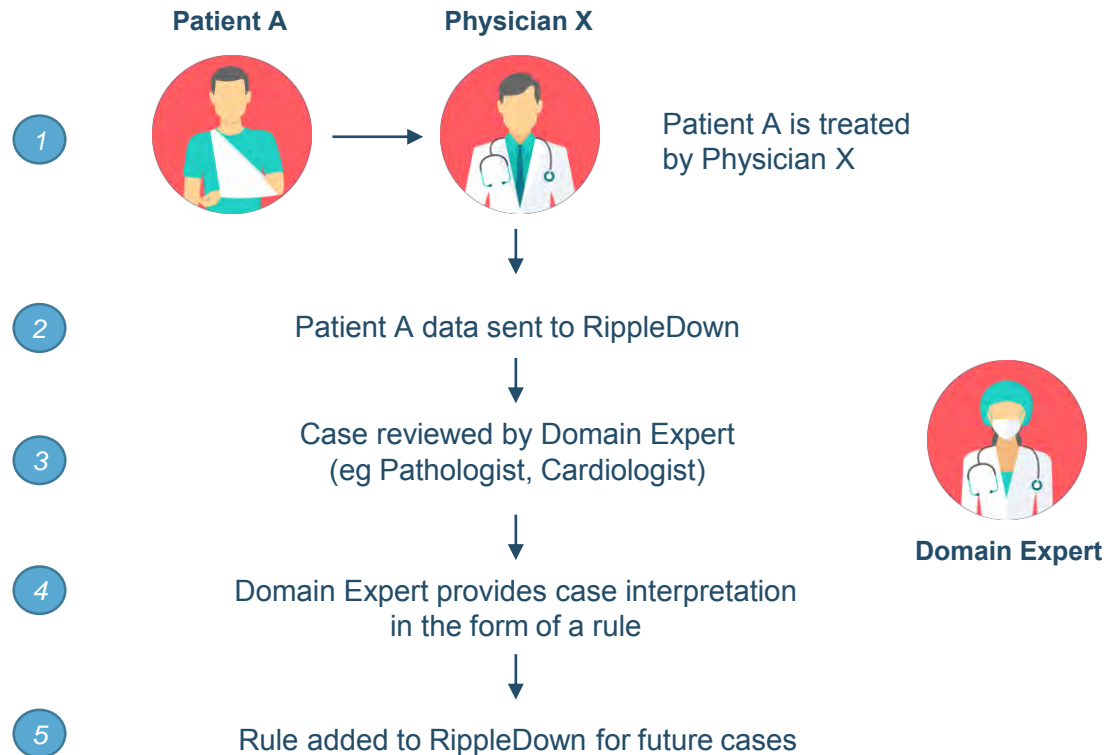 Patient A
Physician X
1
Patient A is treated
by Physician X
2
Patient A data sent to RippleDown
3
Case reviewed by Domain Expert
(eg Pathologist, Cardiologist)
Domain Expert
4
Domain Expert provides case interpretation
in the form of a rule
5
Rule added to RippleDown for future cases